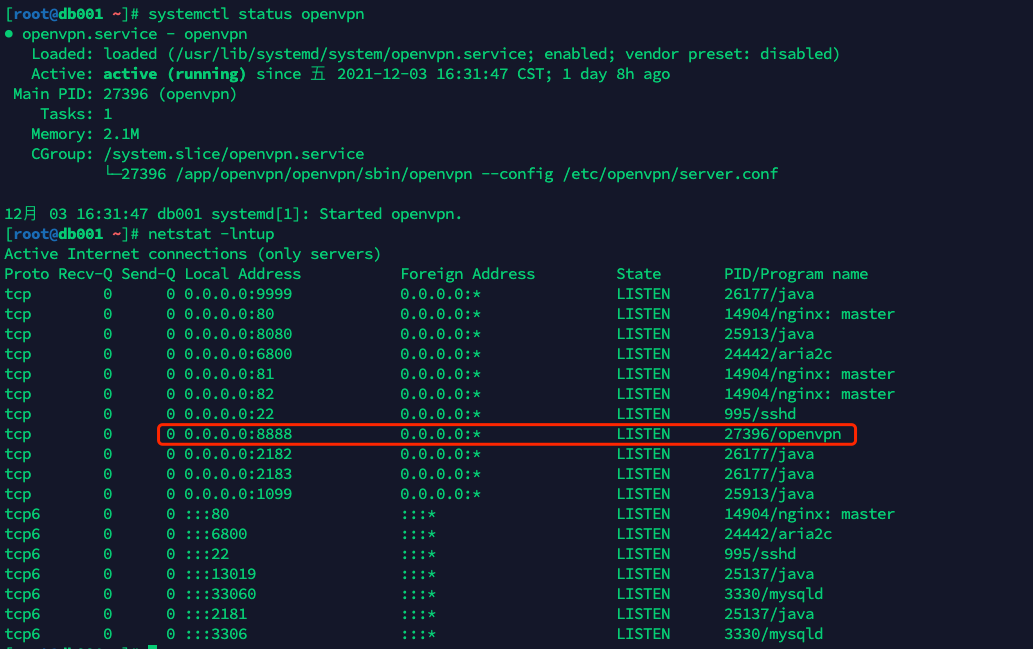 [root@db001 ~]# systemctl status openvpn
● openvpn.service - openvpn
   Loaded: loaded (/usr/lib/systemd/system/openvpn.service; enabled; vendor preset: disabled)
   Active: active (running) since 五 2021-12-03 16:31:47 CST; 1 day 8h ago
 Main PID: 27396 (openvpn)
    Tasks: 1
   Memory: 2.1M
   CGroup: /system.slice/openvpn.service
           └─27396 /app/openvpn/openvpn/sbin/openvpn --config /etc/openvpn/server.conf
12月 03 16:31:47 db001 systemd[1]: Started openvpn.
[root@db001 ~]# netstat -lntup
Active Internet connections (only servers)
Proto Recv-Q Send-Q Local Address           Foreign Address         State       PID/Program name
tcp        0      0 0.0.0.0:9999            0.0.0.0:*               LISTEN      26177/java
tcp        0      0 0.0.0.0:80              0.0.0.0:*               LISTEN      14904/nginx: master
tcp        0      0 0.0.0.0:8080            0.0.0.0:*               LISTEN      25913/java
tcp        0      0 0.0.0.0:6800            0.0.0.0:*               LISTEN      24442/aria2c
tcp        0      0 0.0.0.0:81              0.0.0.0:*               LISTEN      14904/nginx: master
tcp        0      0 0.0.0.0:82              0.0.0.0:*               LISTEN      14904/nginx: master
tcp        0      0 0.0.0.0:22              0.0.0.0:*               LISTEN      995/sshd
tcp        0      0 0.0.0.0:8888            0.0.0.0:*               LISTEN      27396/openvpn
tcp        0      0 0.0.0.0:2182            0.0.0.0:*               LISTEN      26177/java
tcp        0      0 0.0.0.0:2183            0.0.0.0:*               LISTEN      26177/java
tcp        0      0 0.0.0.0:1099            0.0.0.0:*               LISTEN      25913/java
tcp6       0      0 :::80                   :::*                    LISTEN      14904/nginx: master
tcp6       0      0 :::6800                 :::*                    LISTEN      24442/aria2c
tcp6       0      0 :::22                   :::*                    LISTEN      995/sshd
tcp6       0      0 :::13019                :::*                    LISTEN      25137/java
tcp6       0      0 :::33060                :::*                    LISTEN      3330/mysqld
tcp6       0      0 :::2181                 :::*                    LISTEN      25137/java
tcp6       0      0 :::3306                 :::*                    LISTEN      3330/mysqld